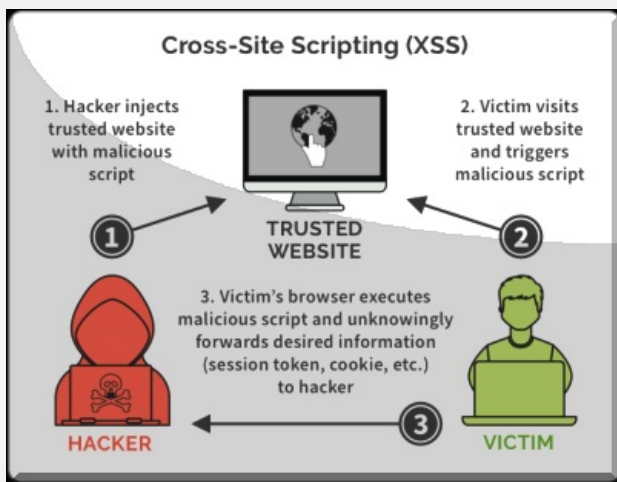 Cross-Site Scripting (XSS)
1. Hacker injects
trusted website
with malicious
script
2. Victim visits
trusted website
and triggers
malicious script
TRUSTED
WEBSITE
1
2
3. Victim's browser executes
malicious script and unknowingly
forwards desired information
(session token, cookie, etc.)
to hacker
3
HACKER
VICTIM